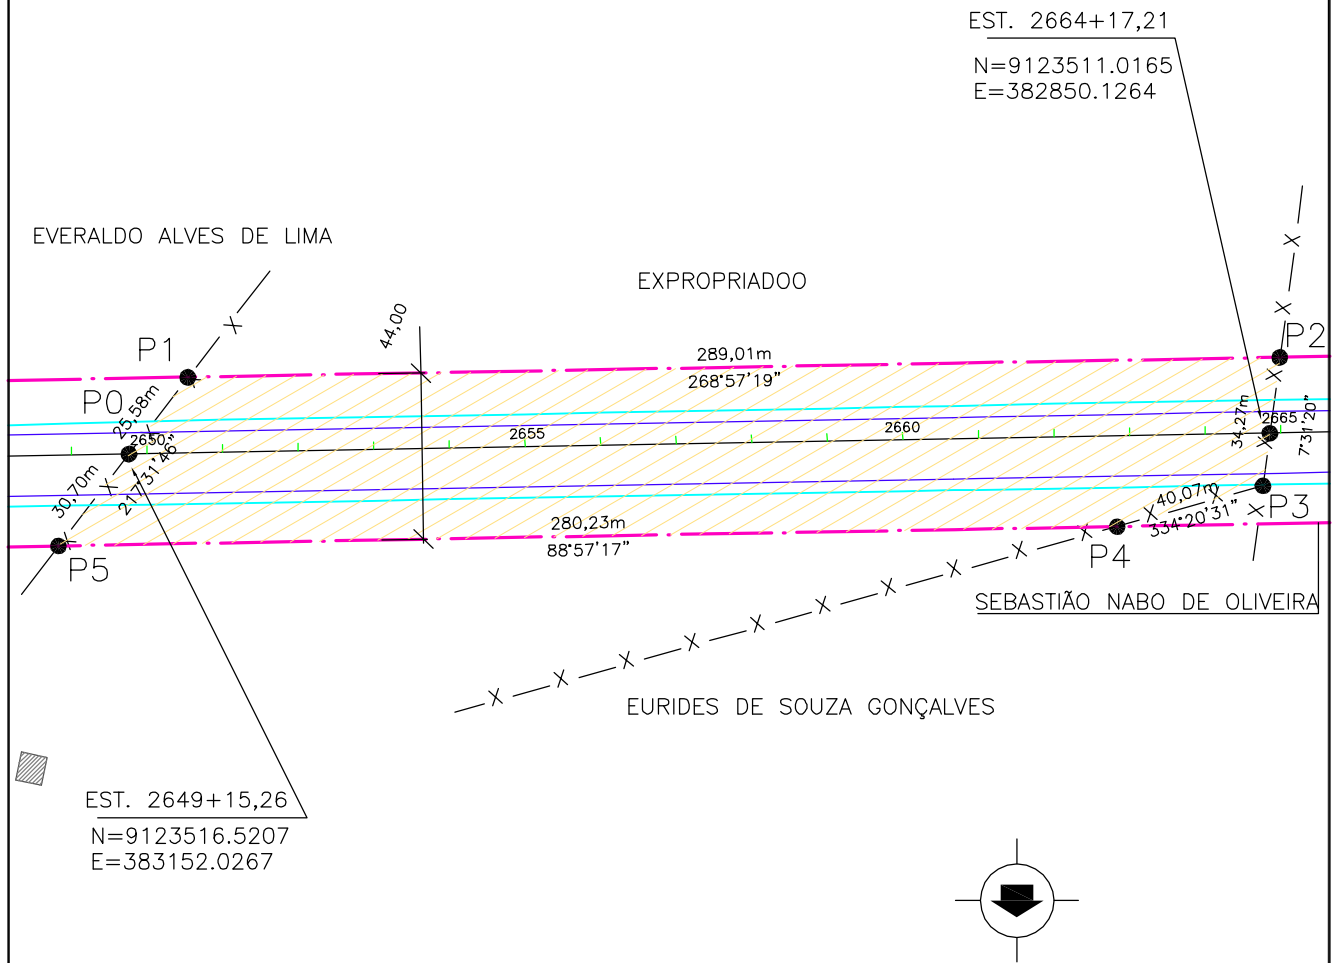 EST. 2664+17,21
N=9123511.0165
E=382850.1264
EVERALDO ALVES DE LIMA
EXPROPRIADOO
44,00
P1
289,01m
268°57'19"
P2
P0
25,58m
2650
217°31'46"
30,70m
2655
2660
2665
34,27m
7°31'20"
P5
280,23m
88°57'17"
40,07m
334°20'31"
P3
P4
SEBASTIÃO NABO DE OLIVEIRA
EURIDES DE SOUZA GONÇALVES
EST. 2649+15,26
N=9123516.5207
E=383152.0267